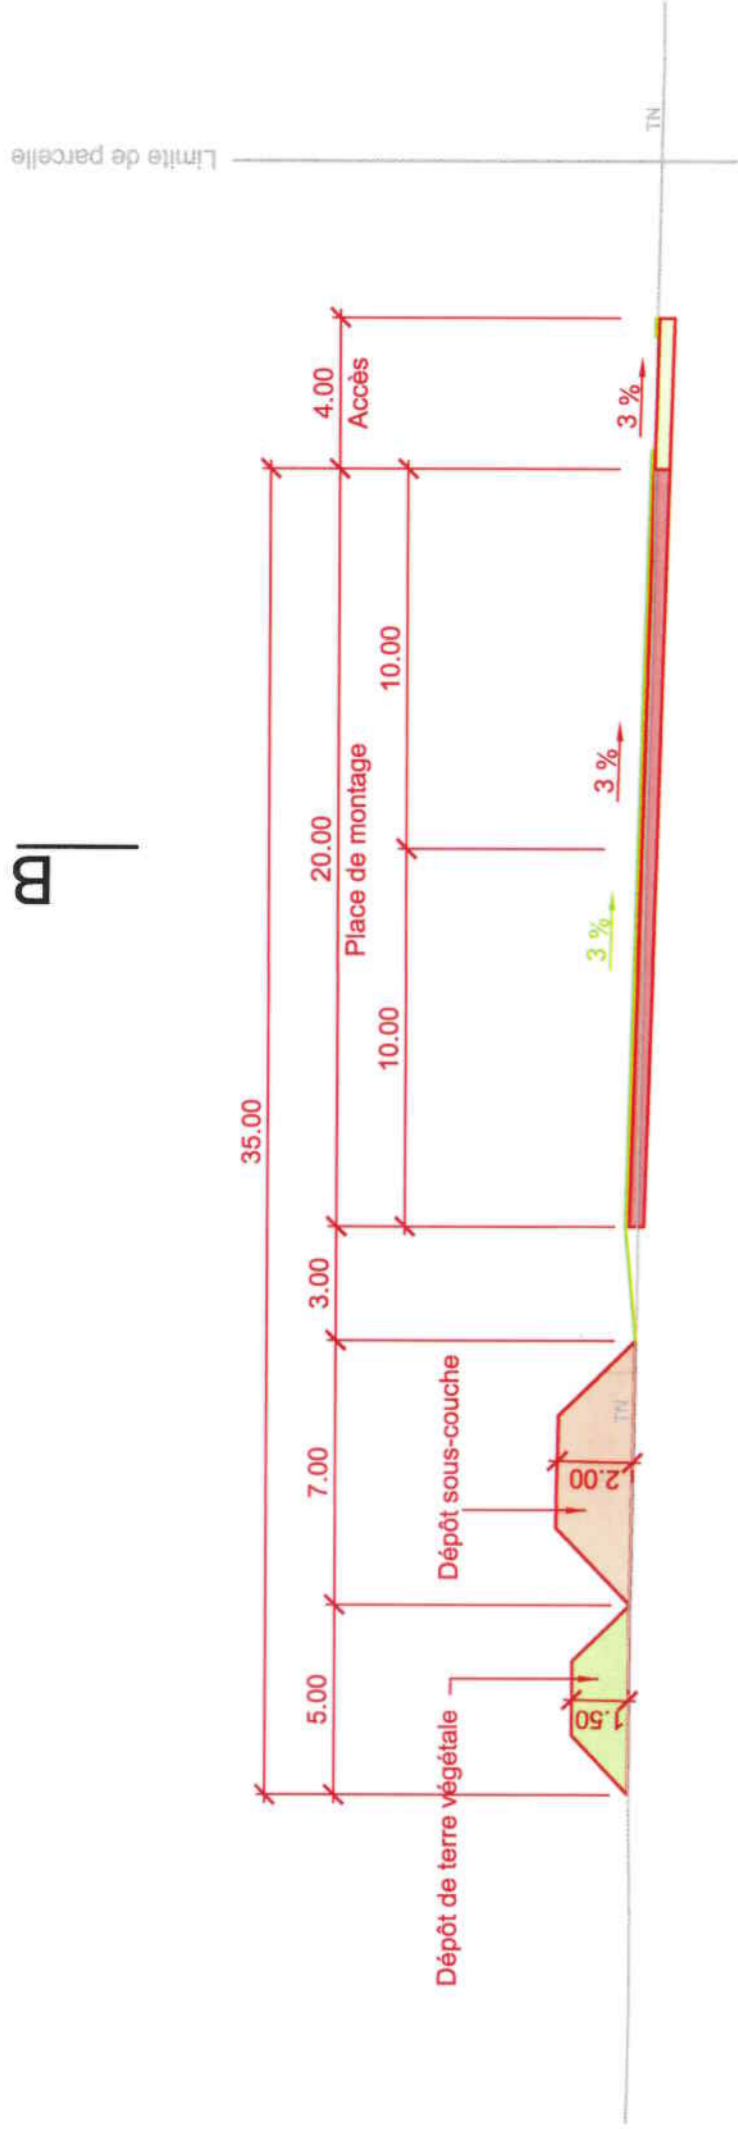 B
Limite de parcelle
35.00
5.00
7.00
3.00
20.00
4.00
Place de montage
Accès
10.00
10.00
Dépôt de terre végétale
Dépôt sous-couche
1.50
2.00
3 %
3 %
3 %
TN
TN